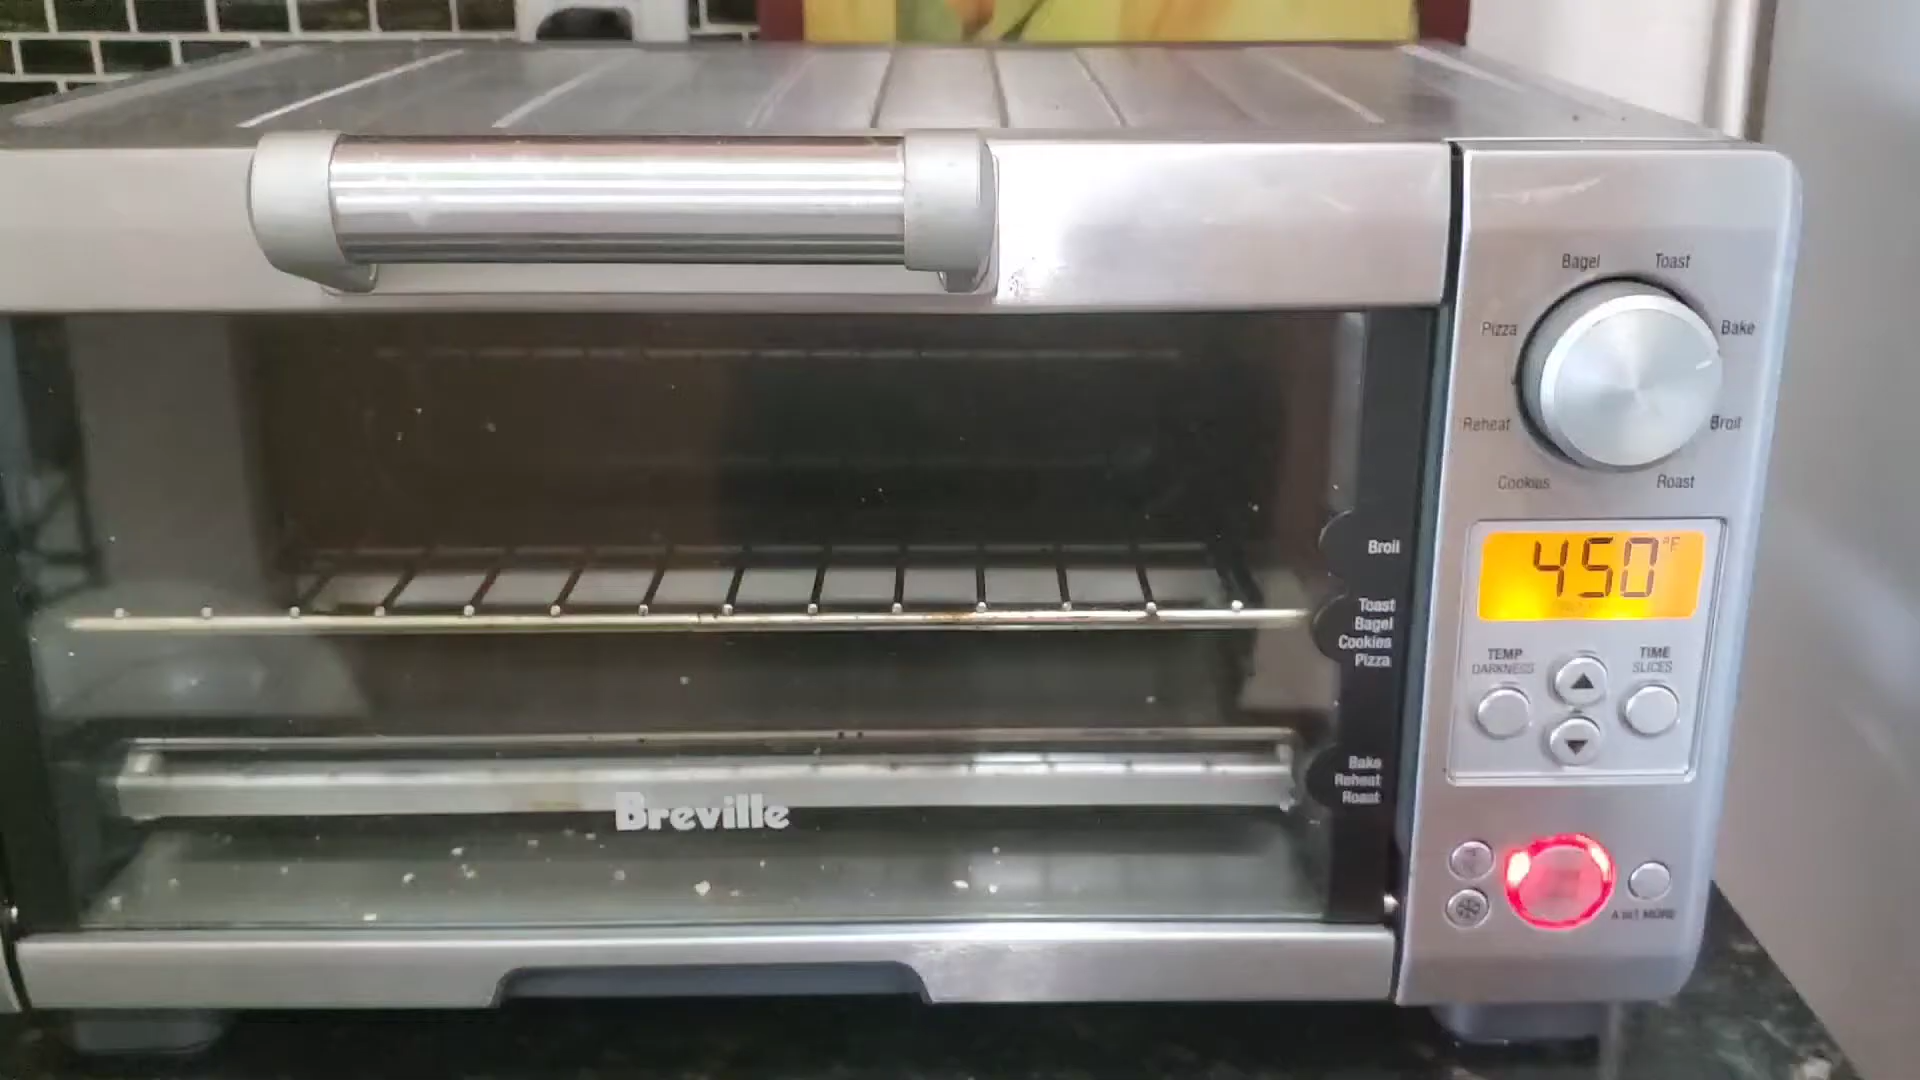 Bagel
Toast
Pizza
Bake
Reheat
Broil
Cookies
Roast
Broil
450°F
Toast
Bagel
Cookies
Pizza
TEMP
DARKNESS
TIME
SLICES
Bake
Reheat
Roast
Breville
A BIT MORE